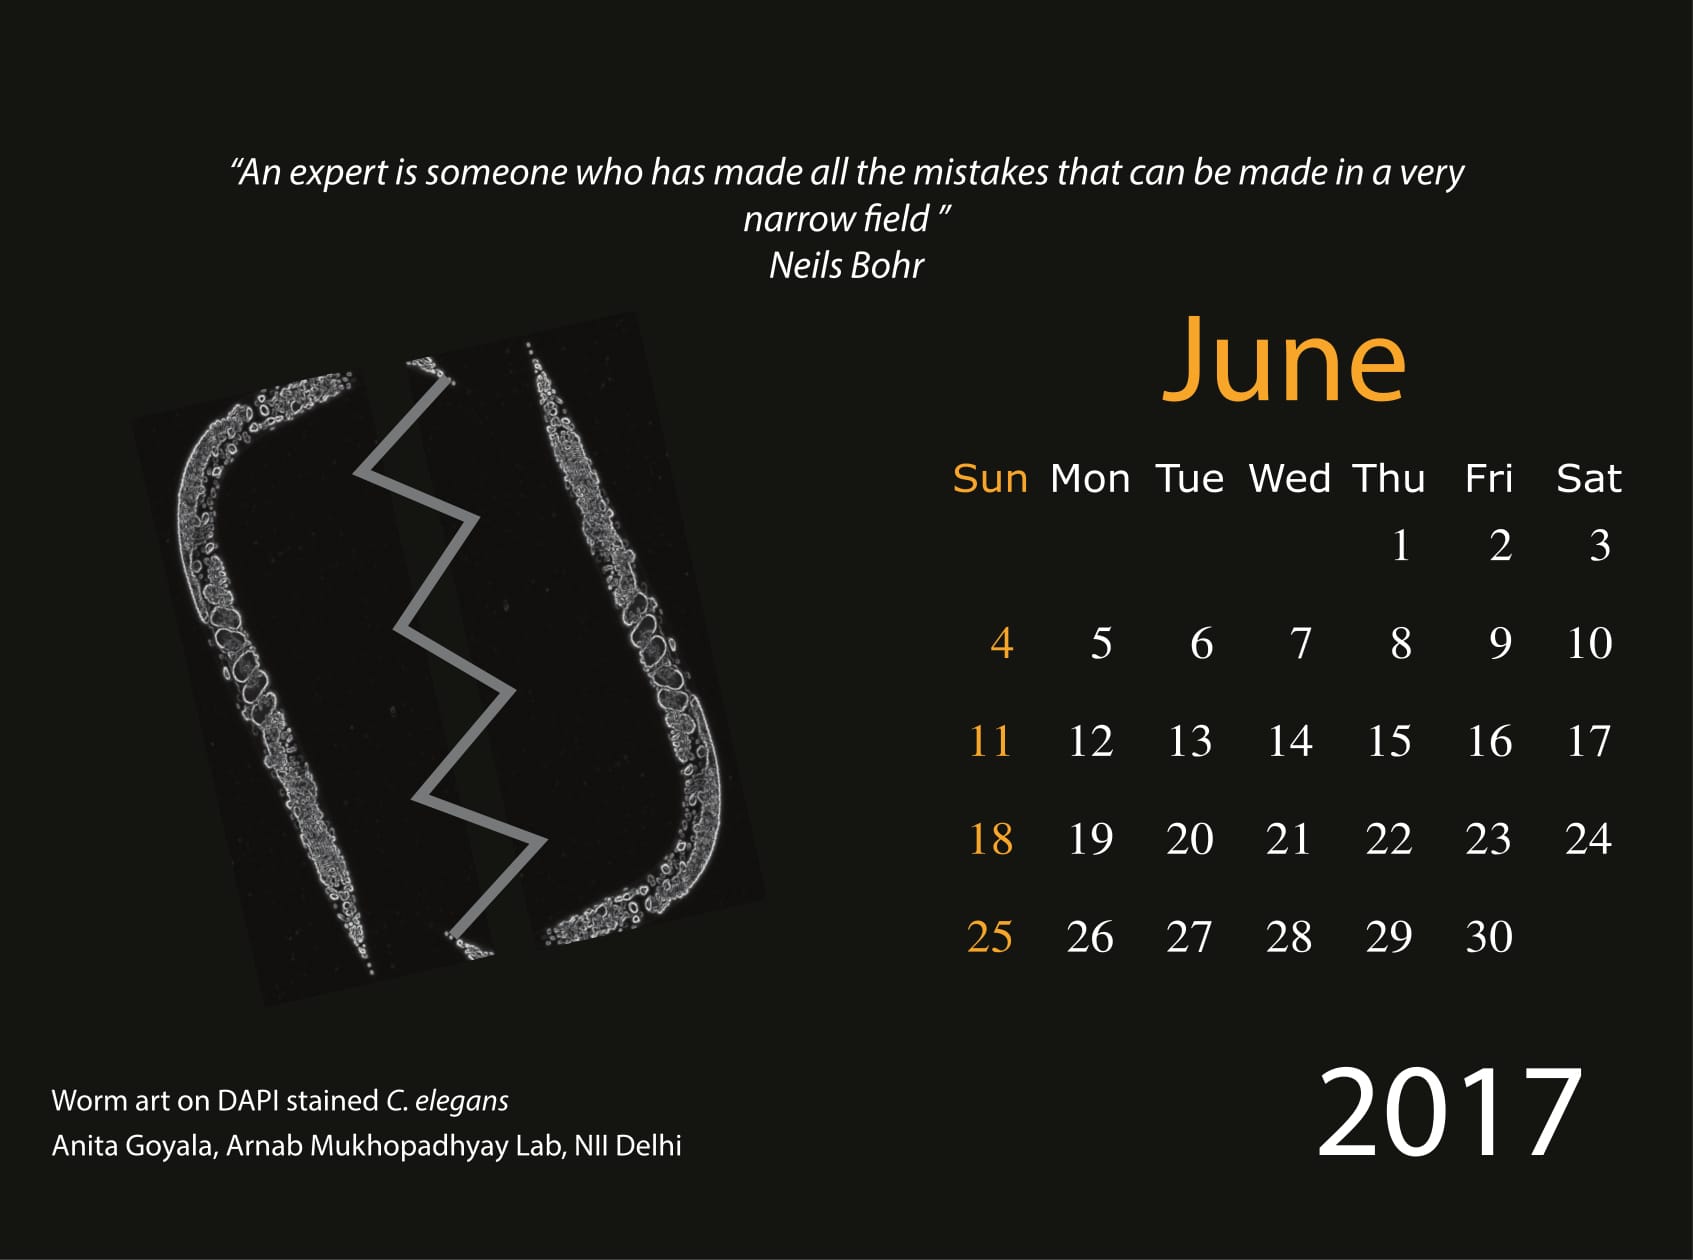 “An expert is someone who has made all the mistakes that can be made in a very
narrow field ”
Neils Bohr
June
Sun Mon Tue Wed Thu Fri Sat
1 2 3
4 5 6 7 8 9 10
11 12 13 14 15 16 17
18 19 20 21 22 23 24
25 26 27 28 29 30
2017
Worm art on DAPI stained C. elegans
Anita Goyala, Arnab Mukhopadhyay Lab, NII Delhi